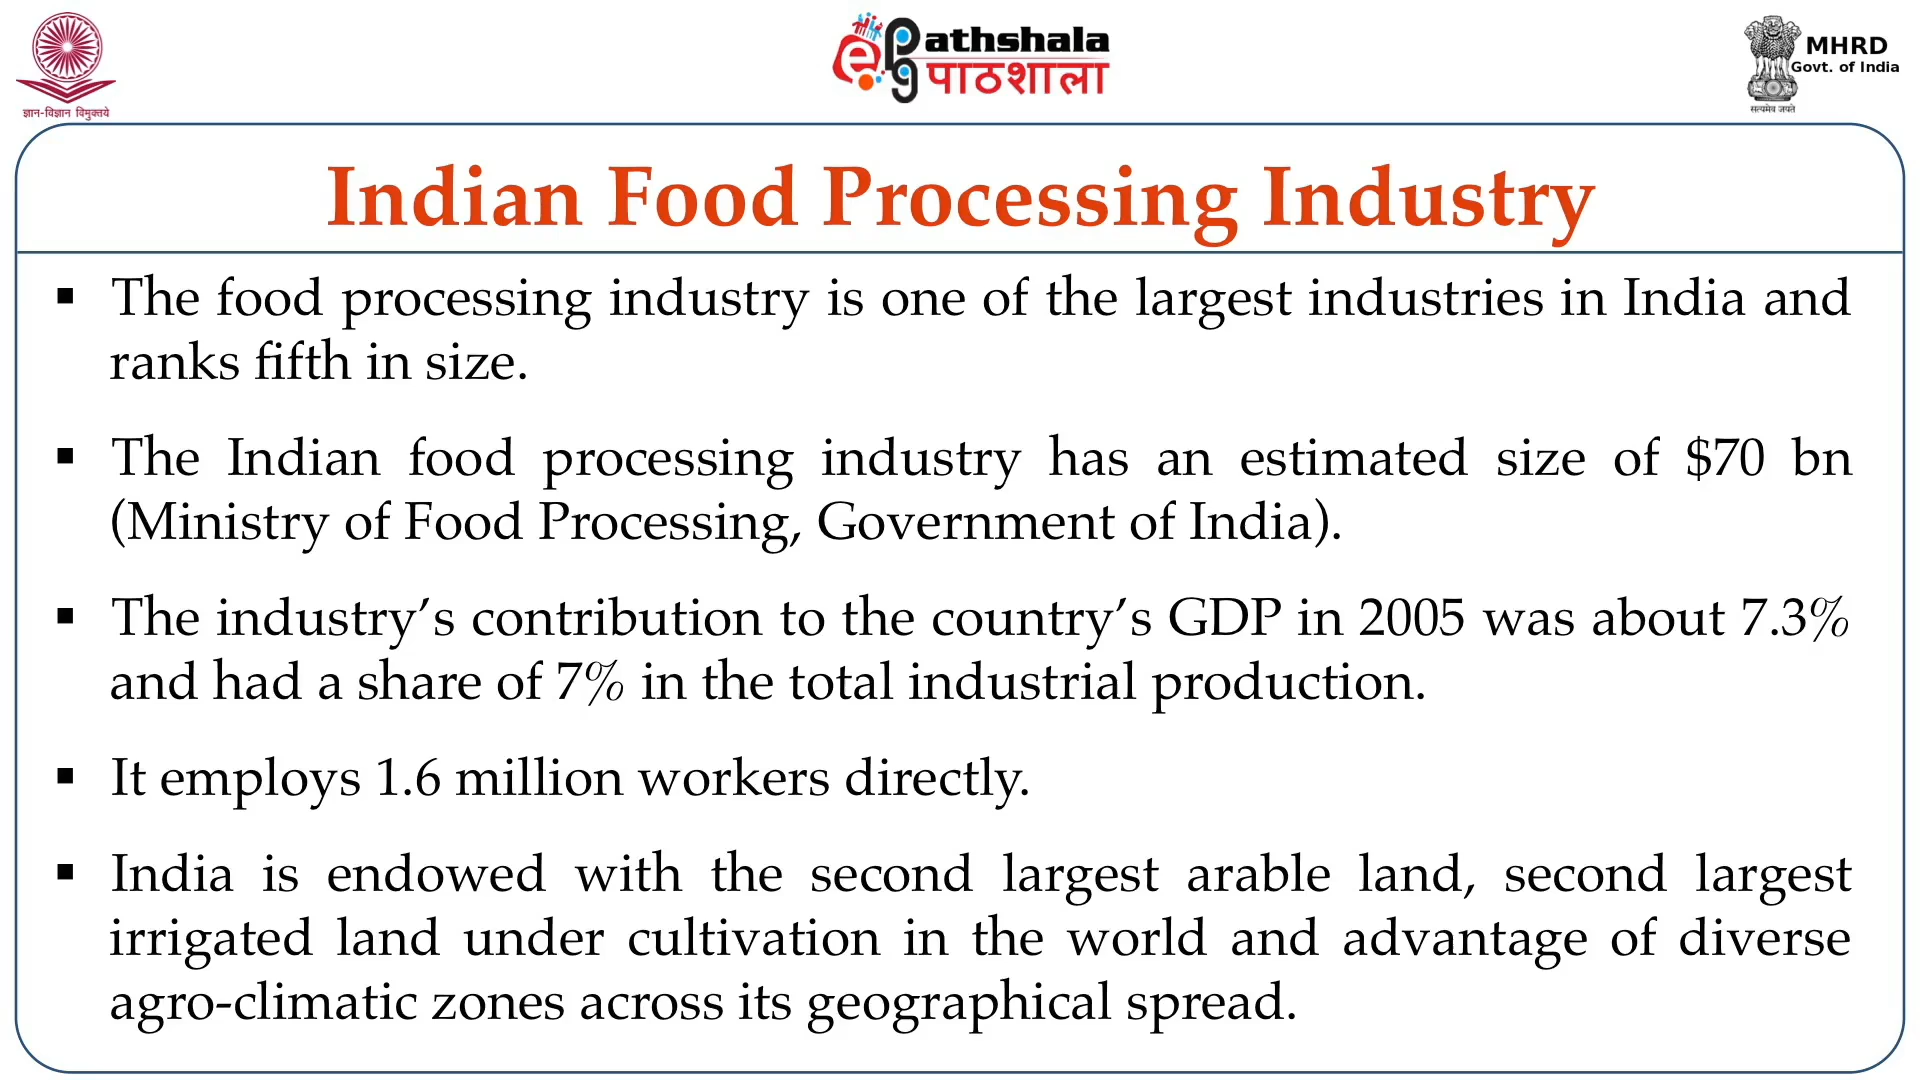 ज्ञान-विज्ञान विमुक्तये
ePG Pathshala
पाठशाला
MHRD
Govt. of India
सत्यमेव जयते
Indian Food Processing Industry
▪ The food processing industry is one of the largest industries in India and
ranks fifth in size.
▪ The Indian food processing industry has an estimated size of $70 bn
(Ministry of Food Processing, Government of India).
▪ The industry’s contribution to the country’s GDP in 2005 was about 7.3%
and had a share of 7% in the total industrial production.
▪ It employs 1.6 million workers directly.
▪ India is endowed with the second largest arable land, second largest
irrigated land under cultivation in the world and advantage of diverse
agro-climatic zones across its geographical spread.